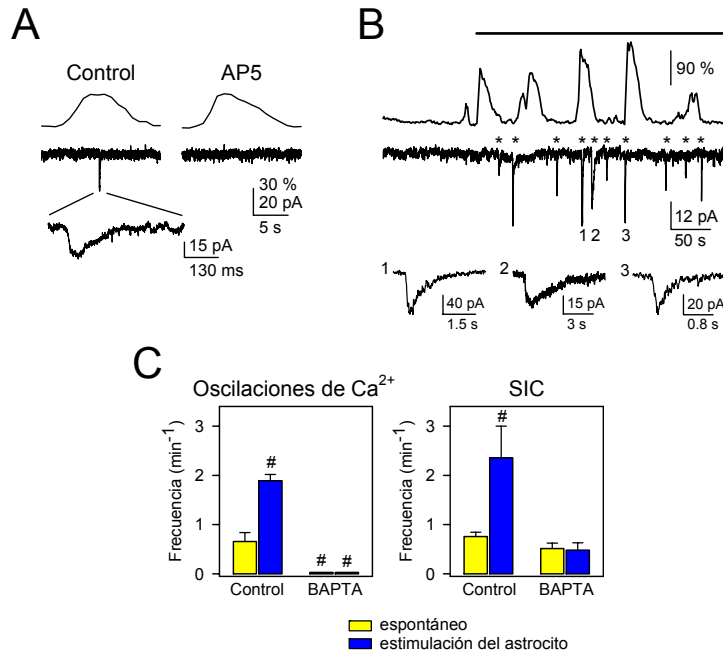 A
Control
AP5
30 %
20 pA
5 s
15 pA
130 ms
B
90 %
* * * * * * * * * *
12 pA
50 s
1 2 3
1
40 pA
1.5 s
2
15 pA
3 s
3
20 pA
0.8 s
C
Oscilaciones de Ca²⁺
Frecuencia (min⁻¹)
3
2
1
0
#
# #
Control
BAPTA
SIC
Frecuencia (min⁻¹)
3
2
1
0
#
Control
BAPTA
espontáneo
estimulación del astrocito